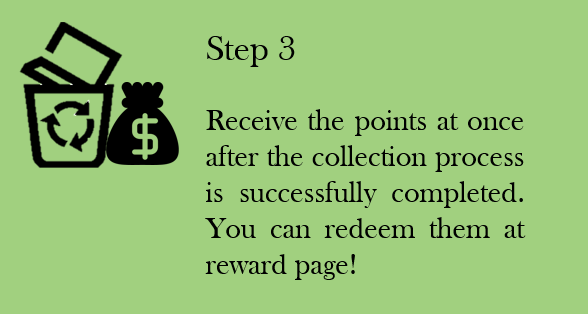 Step 3
Receive the points at once
after the collection process
is successfully completed.
You can redeem them at
reward page!
$